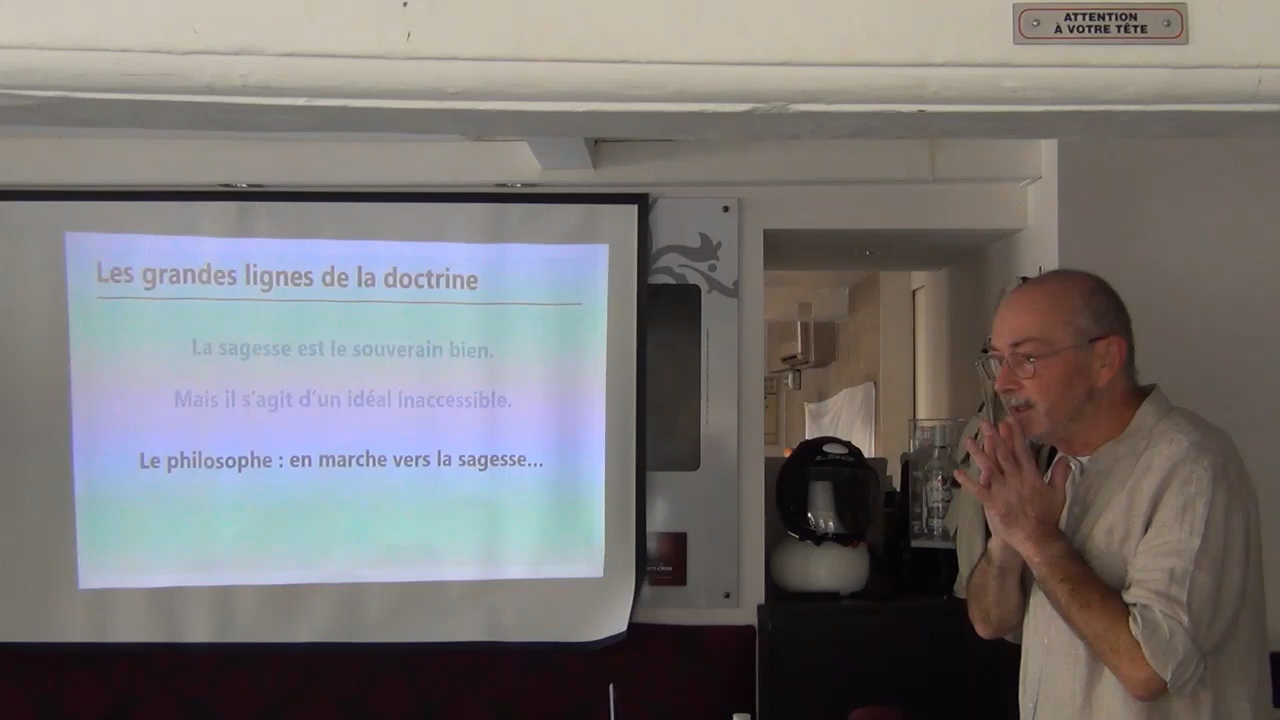 ATTENTION
À VOTRE TÊTE
Les grandes lignes de la doctrine
La sagesse est le souverain bien.
Mais il s'agit d'un idéal inaccessible.
Le philosophe : en marche vers la sagesse...